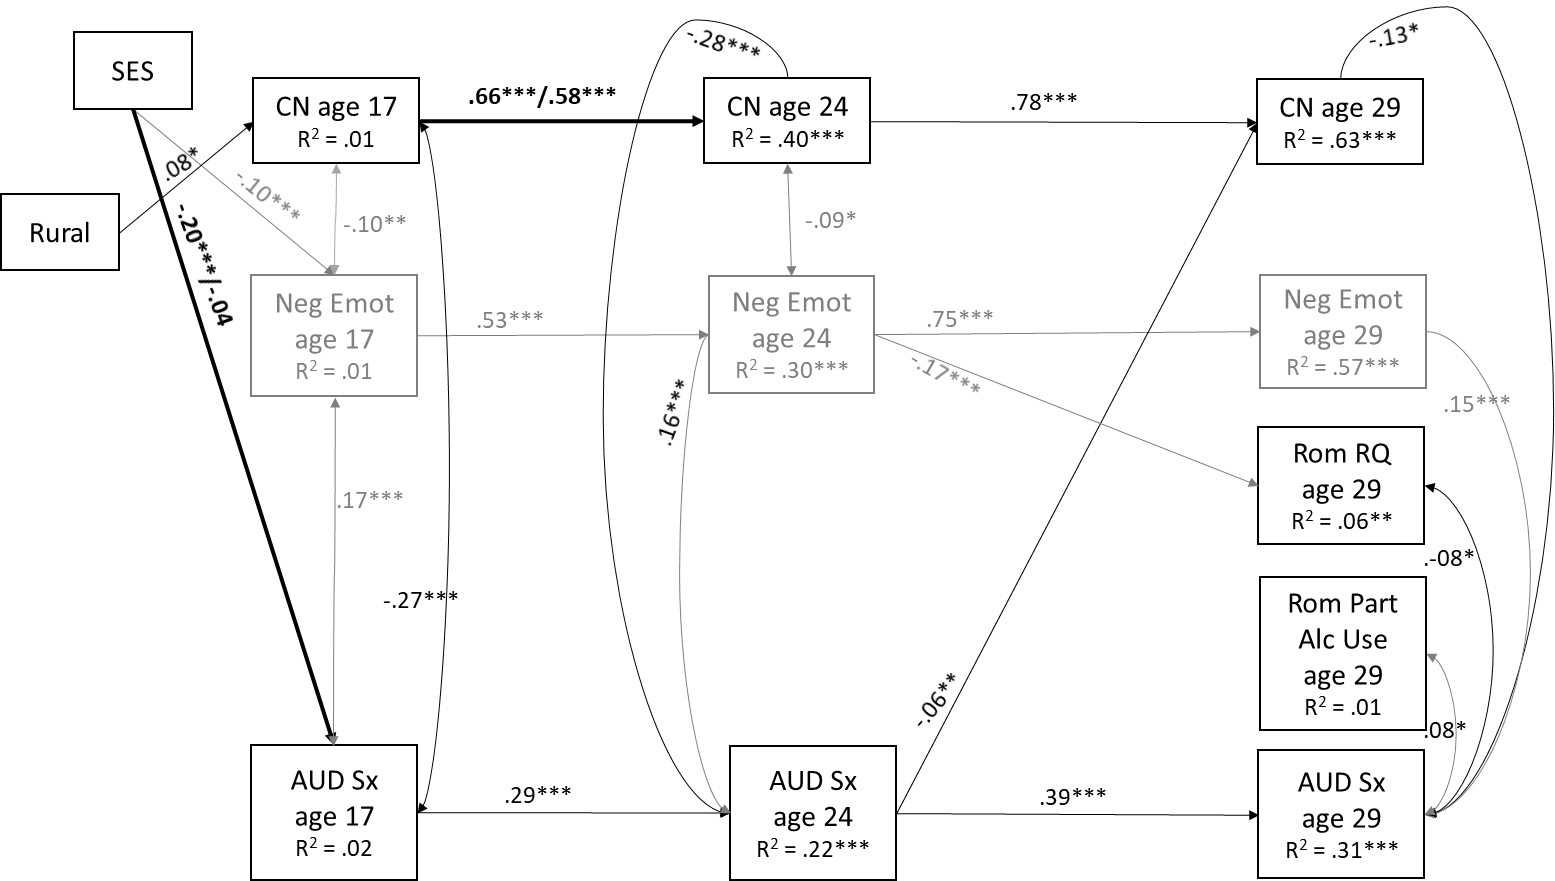 SES
Rural
CN age 17
R² = .01
.66***/.58***
-.28***
CN age 24
R² = .40***
.78***
CN age 29
R² = .63***
-.13*
.08*
-.10***
-.20***/-.04
-.10**
-.09*
Neg Emot
age 17
R² = .01
.53***
Neg Emot
age 24
R² = .30***
.75***
-.17***
Neg Emot
age 29
R² = .57***
.15***
.16***
.17***
-.27***
Rom RQ
age 29
R² = .06**
.-08*
Rom Part
Alc Use
age 29
R² = .01
.08*
-.06**
AUD Sx
age 17
R² = .02
.29***
AUD Sx
age 24
R² = .22***
.39***
AUD Sx
age 29
R² = .31***